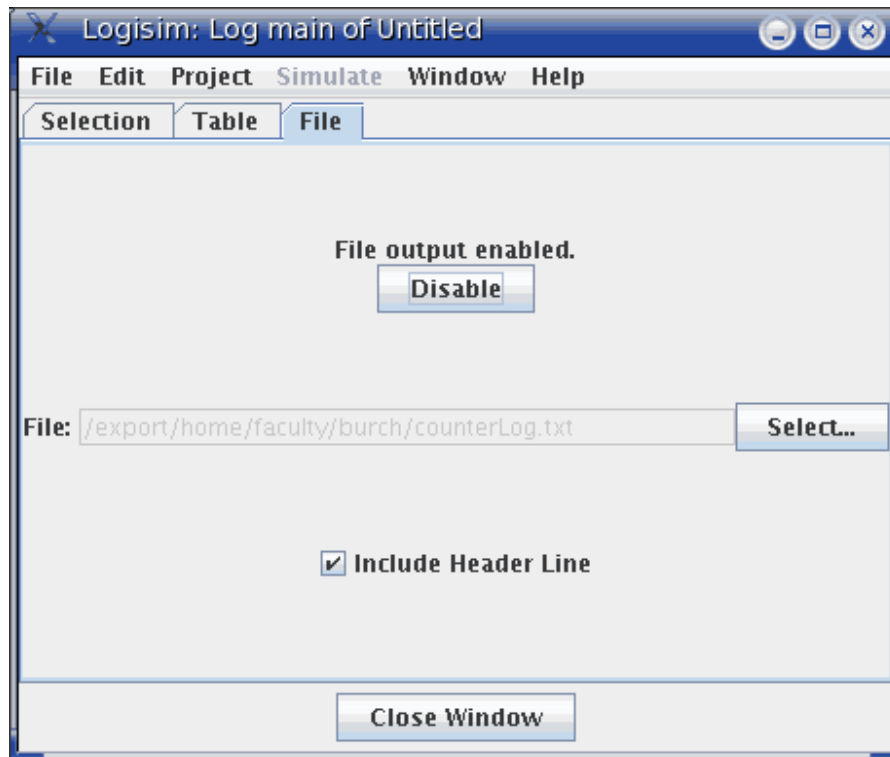 Logisim: Log main of Untitled
File Edit Project Simulate Window Help
Selection Table File
File output enabled.
Disable
File: /export/home/faculty/burch/counterLog.txt Select...
Include Header Line
Close Window